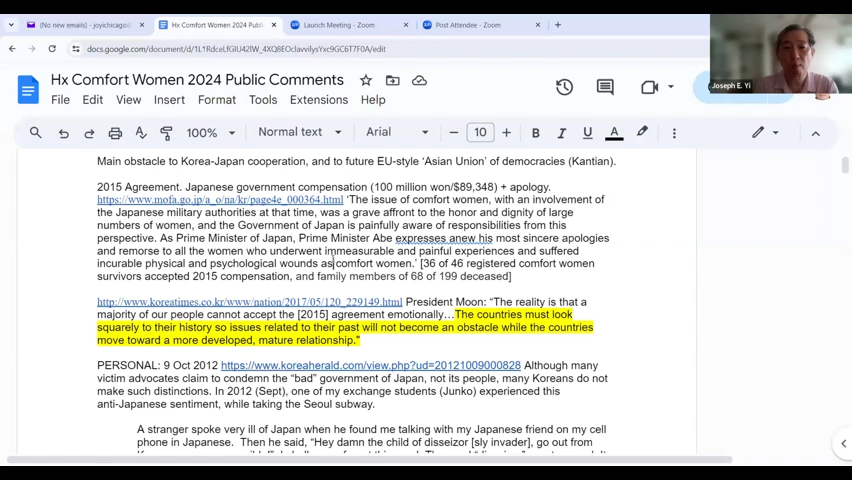 (No new emails) - joyichicago@
Hx Comfort Women 2024 Public
Launch Meeting - Zoom
Post Attendee - Zoom
docs.google.com/document/d/
Joseph E. Yi
Hx Comfort Women 2024 Public Comments
File Edit View Insert Format Tools Extensions Help
100% Normal text Arial 10 B I U A
Main obstacle to Korea-Japan cooperation, and to future EU-style 'Asian Union' of democracies (Kantian).
2015 Agreement. Japanese government compensation (100 million won/$89,348) + apology.
https://www.mofa.go.jp/a_o/na/kr/page4e_000364.html 'The issue of comfort women, with an involvement of
the Japanese military authorities at that time, was a grave affront to the honor and dignity of large
numbers of women, and the Government of Japan is painfully aware of responsibilities from this
perspective. As Prime Minister of Japan, Prime Minister Abe expresses anew his most sincere apologies
and remorse to all the women who underwent immeasurable and painful experiences and suffered
incurable physical and psychological wounds as comfort women.' [36 of 46 registered comfort women
survivors accepted 2015 compensation, and family members of 68 of 199 deceased]
http://www.koreatimes.co.kr/www/nation/2017/05/120_229149.html President Moon: "The reality is that a
majority of our people cannot accept the [2015] agreement emotionally… The countries must look
squarely to their history so issues related to their past will not become an obstacle while the countries
move toward a more developed, mature relationship."
PERSONAL: 9 Oct 2012 https://www.koreaherald.com/view.php?ud=20121009000828 Although many
victim advocates claim to condemn the "bad" government of Japan, not its people, many Koreans do not
make such distinctions. In 2012 (Sept), one of my exchange students (Junko) experienced this
anti-Japanese sentiment, while taking the Seoul subway.
A stranger spoke very ill of Japan when he found me talking with my Japanese friend on my cell
phone in Japanese. Then he said, "Hey damn the child of disseizor [sly invader], go out from